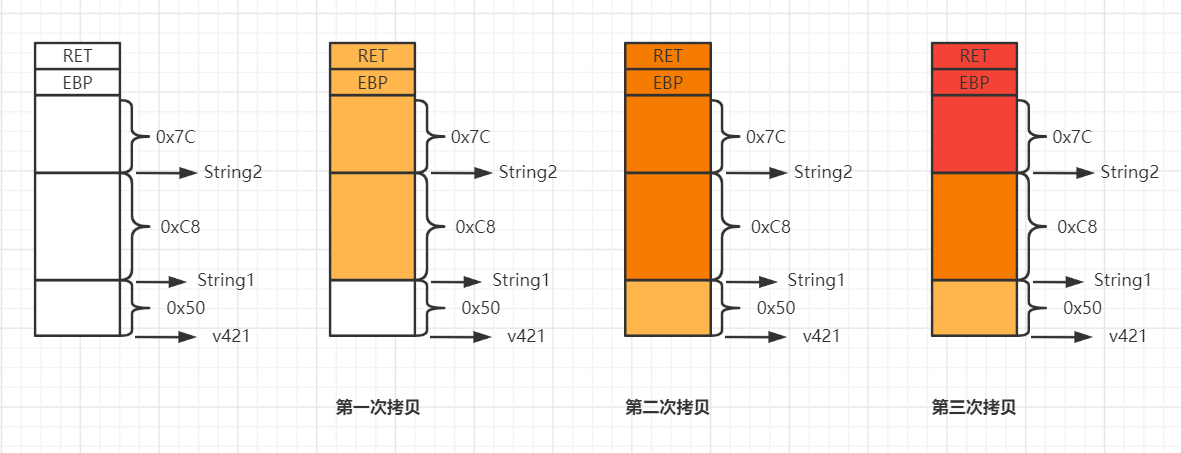 RET
EBP
0x7C
String2
0xC8
String1
0x50
v421
RET
EBP
0x7C
String2
0xC8
String1
0x50
v421
第一次拷贝
RET
EBP
0x7C
String2
0xC8
String1
0x50
v421
第二次拷贝
RET
EBP
0x7C
String2
0xC8
String1
0x50
v421
第三次拷贝